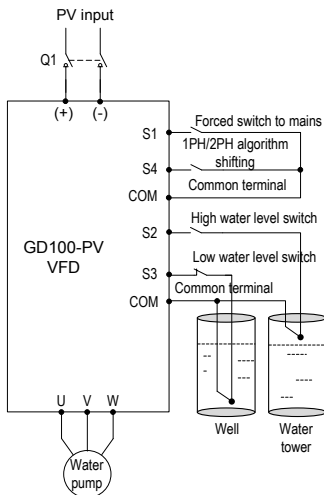 PV input
Q1
(+) (-)
S1 Forced switch to mains
1PH/2PH algorithm
S4 shifting
COM Common terminal
S2 High water level switch
GD100-PV
VFD
S3 Low water level switch
COM Common terminal
U V W
Water
pump
Well
Water
tower